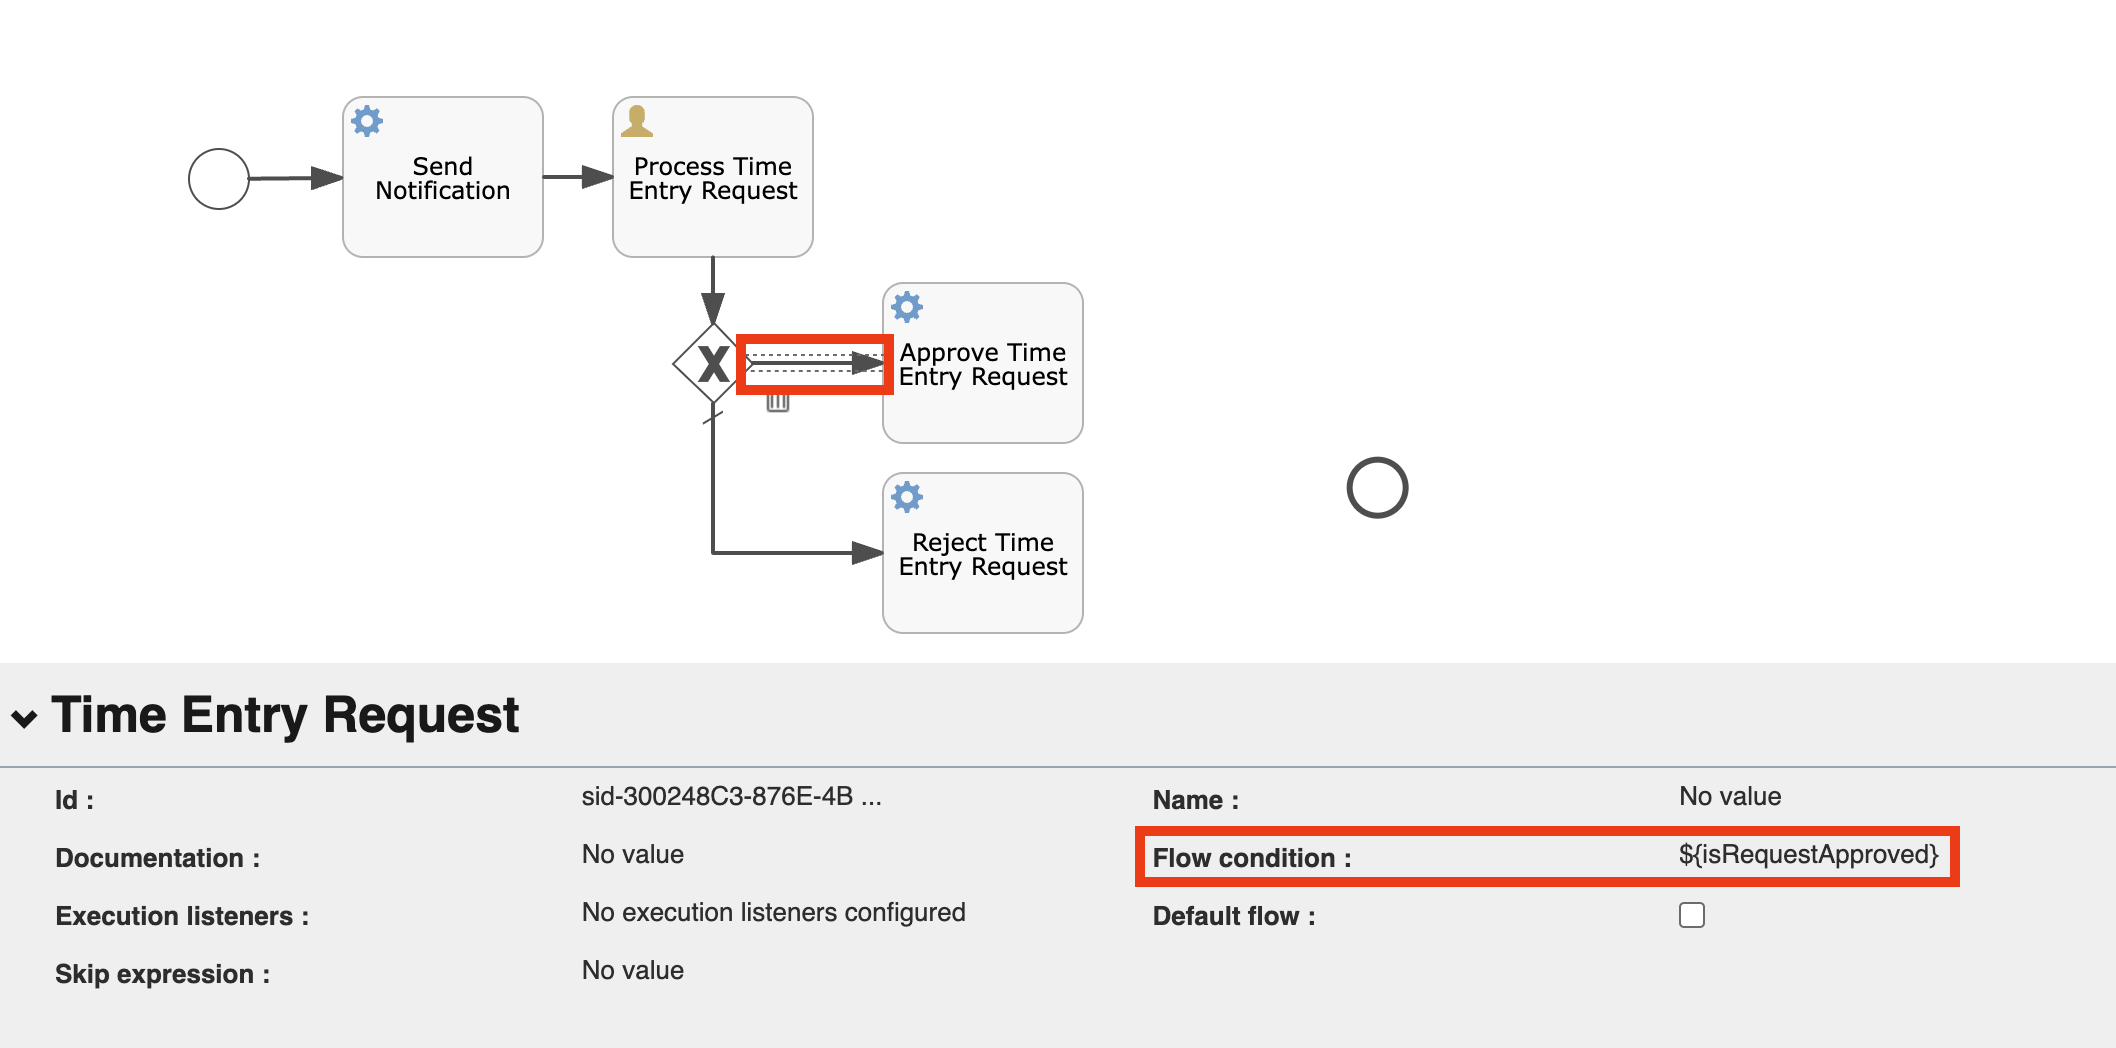 Send
Notification
Process Time
Entry Request
X
Approve Time
Entry Request
Reject Time
Entry Request
Time Entry Request
Id :
sid-300248C3-876E-4B ...
Name :
No value
Documentation :
No value
Flow condition :
${isRequestApproved}
Execution listeners :
No execution listeners configured
Default flow :
Skip expression :
No value